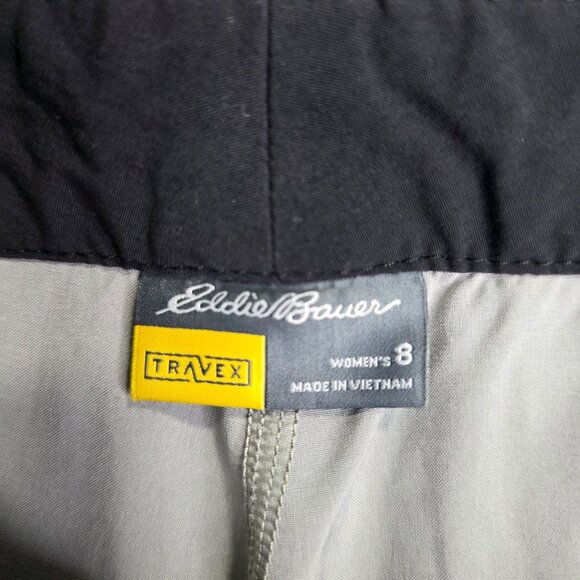 Eddie Bauer
TRAVEX
WOMEN'S 8
MADE IN VIETNAM